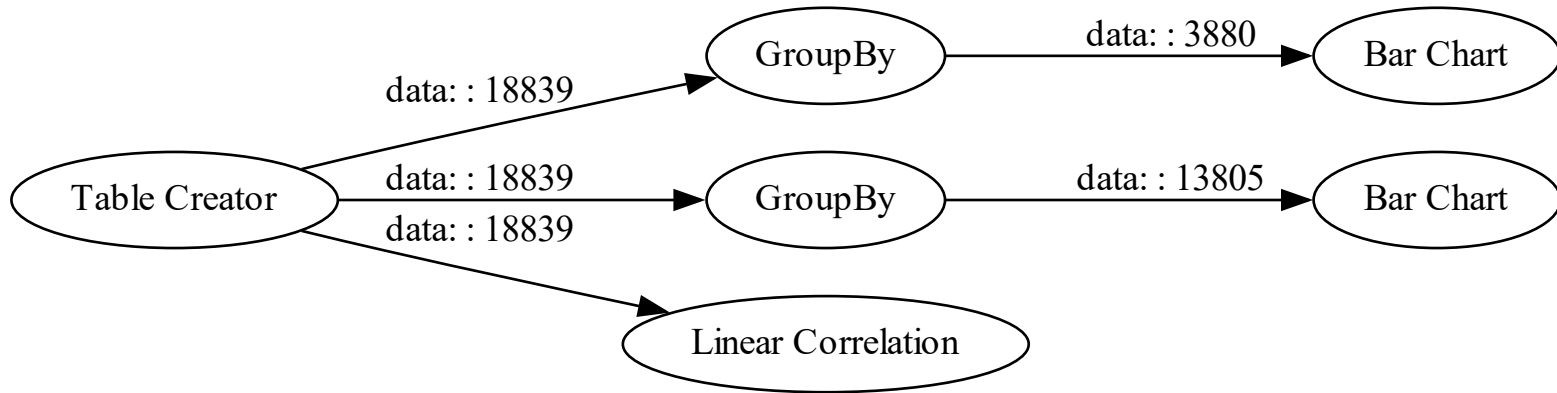 data: : 18839
GroupBy
data: : 3880
Bar Chart
Table Creator
data: : 18839
GroupBy
data: : 13805
Bar Chart
data: : 18839
Linear Correlation